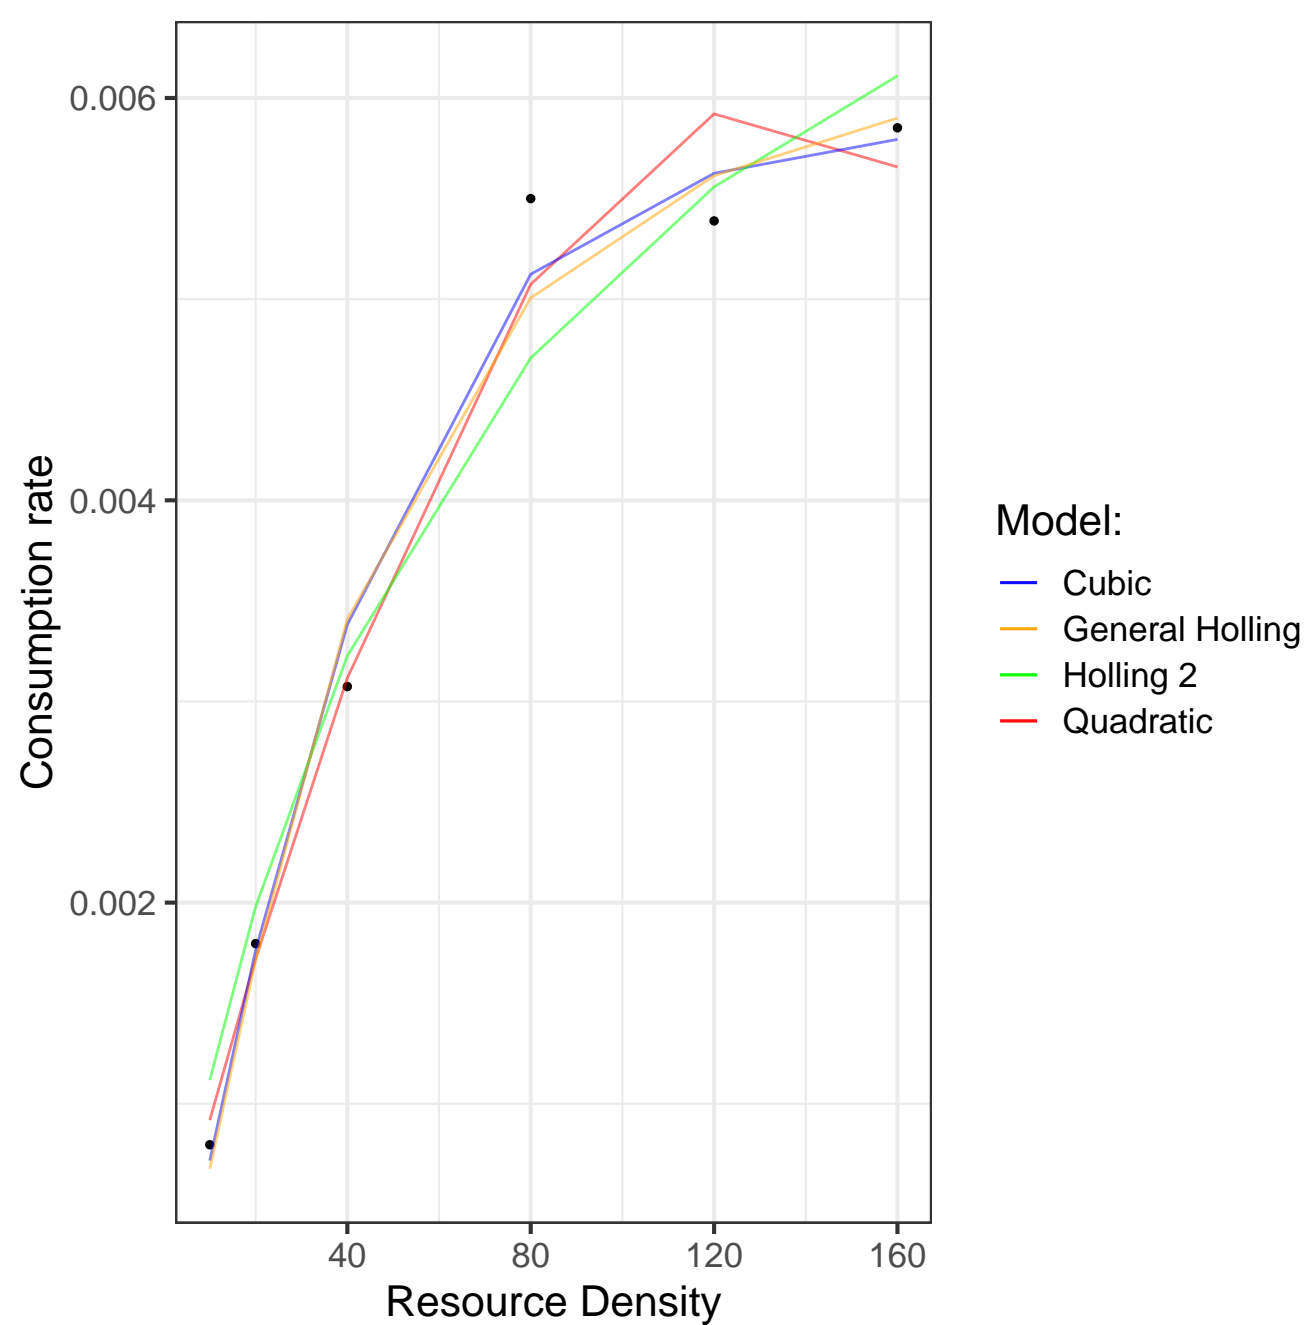 0.006
0.004
0.002
Consumption rate
40 80 120 160
Resource Density
Model:
Cubic
General Holling
Holling 2
Quadratic